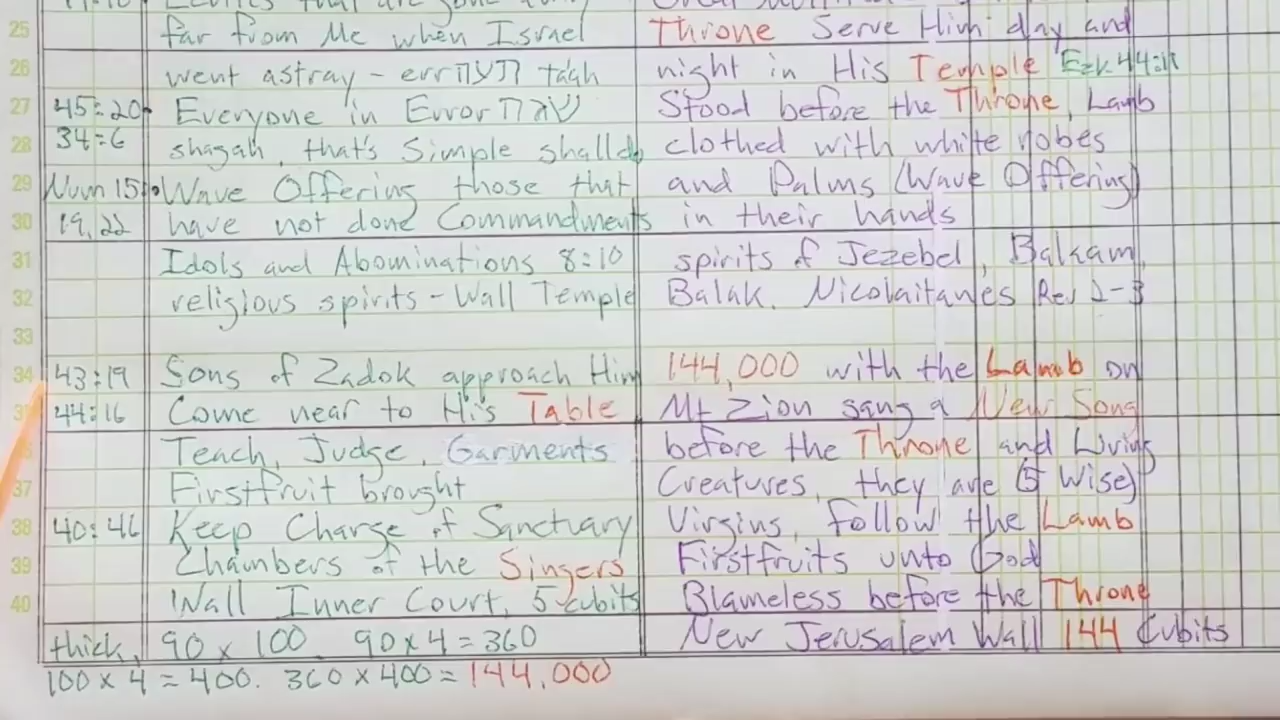 25 far from Me when Israel Throne Serve Him day and
26 went astray - err תעה taah night in His Temple Ezk 44:11
27 45:20 Everyone in Error שגה Stood before the Throne, Lamb
28 34:6 shagah, that's Simple clothed with white robes
29 Num 15: Wave Offering those that and Palms (Wave Offering)
30 19,22 have not done Commandments in their hands
31 Idols and Abominations 8:10 spirits of Jezebel, Balaam,
32 religious spirits - Wall Temple Balak. Nicolaitanes Rev 2-3
33
34 43:19 Sons of Zadok approach Him 144,000 with the Lamb on
44:16 Come near to His Table Mt Zion sang a New Song
Teach, Judge, Garments before the Throne and Living
37 Firstfruit brought Creatures, they are (5 Wise)
38 40:46 Keep Charge of Sanctuary Virgins, follow the Lamb
39 Chambers of the Singers Firstfruits unto God
40 Wall Inner Court, 5 cubits Blameless before the Throne
thick, 90 x 100 90 x 4 = 360 New Jerusalem Wall 144 Cubits
100 x 4 = 400. 360 x 400 = 144,000